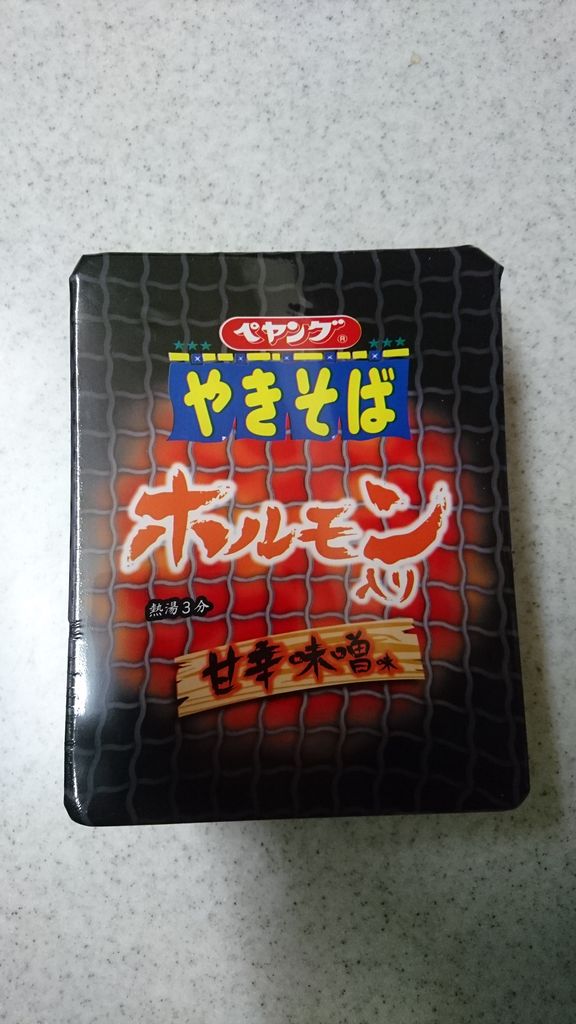 ペヤング®
やきそば
ホルモン
入り
熱湯3分
甘辛味噌味